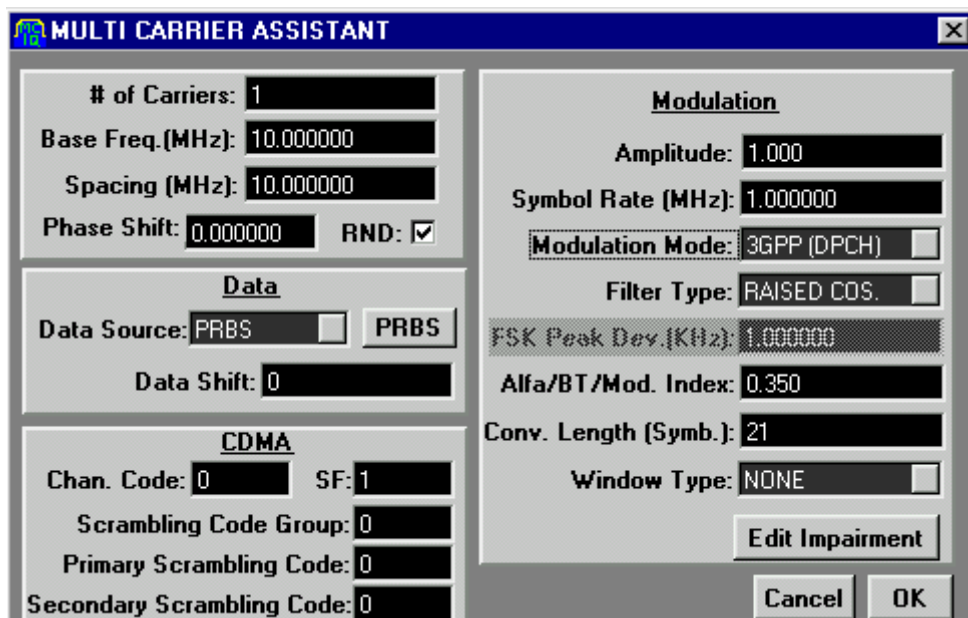 MULTI CARRIER ASSISTANT
# of Carriers: 1
Base Freq.(MHz): 10.000000
Spacing (MHz): 10.000000
Phase Shift: 0.000000 RND:
Data
Data Source: PRBS PRBS
Data Shift: 0
CDMA
Chan. Code: 0 SF: 1
Scrambling Code Group: 0
Primary Scrambling Code: 0
Secondary Scrambling Code: 0
Modulation
Amplitude: 1.000
Symbol Rate (MHz): 1.000000
Modulation Mode: 3GPP (DPCH)
Filter Type: RAISED COS.
FSK Peak Dev.(KHz): 1.000000
Alfa/BT/Mod. Index: 0.350
Conv. Length (Symb.): 21
Window Type: NONE
Edit Impairment
Cancel OK